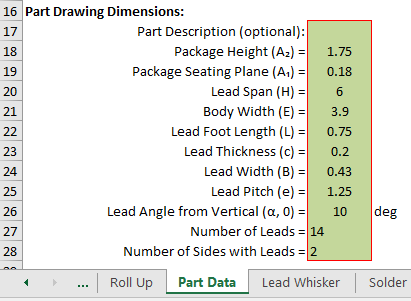 16 Part Drawing Dimensions:
17 Part Description (optional):
18 Package Height (A₂) = 1.75
19 Package Seating Plane (A₁) = 0.18
20 Lead Span (H) = 6
21 Body Width (E) = 3.9
22 Lead Foot Length (L) = 0.75
23 Lead Thickness (c) = 0.2
24 Lead Width (B) = 0.43
25 Lead Pitch (e) = 1.25
26 Lead Angle from Vertical (α, 0) = 10 deg
27 Number of Leads = 14
28 Number of Sides with Leads = 2
... Roll Up Part Data Lead Whisker Solder